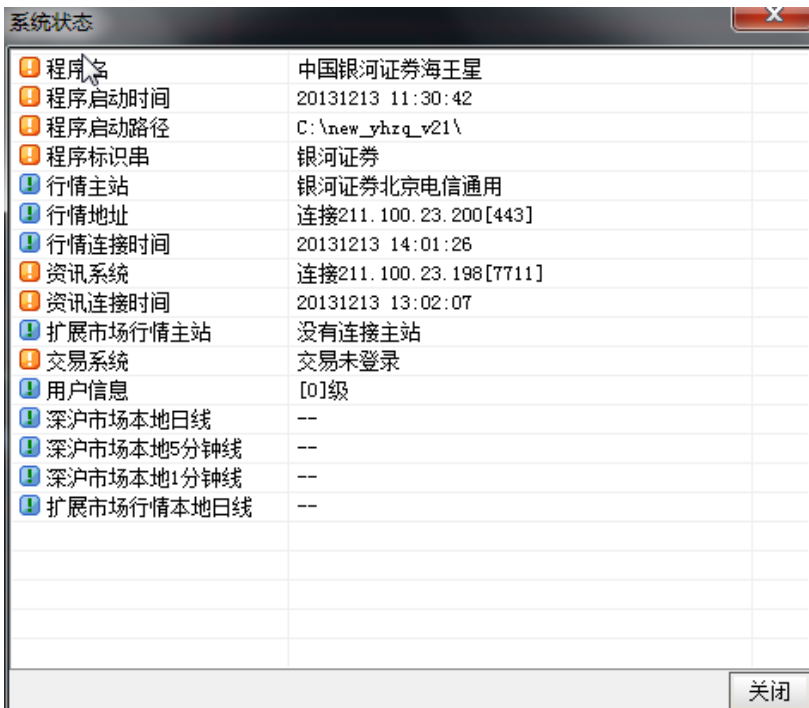 系统状态
程序名 中国银河证券海王星
程序启动时间 20131213 11:30:42
程序启动路径 C:\new_yhzq_v21\
程序标识串 银河证券
行情主站 银河证券北京电信通用
行情地址 连接211.100.23.200[443]
行情连接时间 20131213 14:01:26
资讯系统 连接211.100.23.198[7711]
资讯连接时间 20131213 13:02:07
扩展市场行情主站 没有连接主站
交易系统 交易未登录
用户信息 [0]级
深沪市场本地日线 --
深沪市场本地5分钟线 --
深沪市场本地1分钟线 --
扩展市场行情本地日线 --
关闭